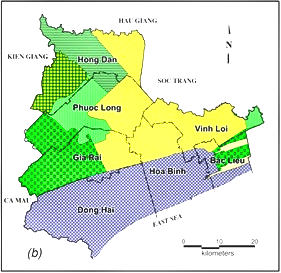 HAU GIANG
N
KIEN GIANG
Hong Dan
SOC TRANG
Phuoc Long
Vinh Loi
Gia Rai
Bac Lieu
Hoa Binh
CA MAU
Dong Hai
EAST SEA
(b)
0 10 20
kilometers